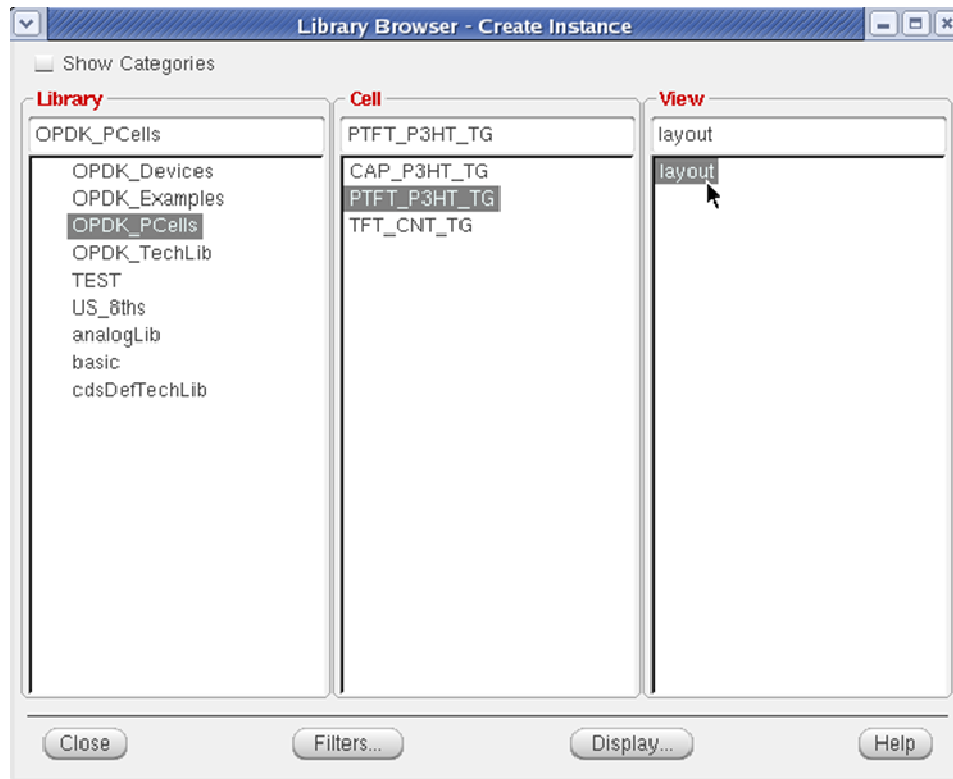 Library Browser - Create Instance
Show Categories
Library
OPDK_PCells
OPDK_Devices
OPDK_Examples
OPDK_PCells
OPDK_TechLib
TEST
US_8ths
analogLib
basic
cdsDefTechLib
Cell
PTFT_P3HT_TG
CAP_P3HT_TG
PTFT_P3HT_TG
TFT_CNT_TG
View
layout
layout
Close
Filters...
Display...
Help